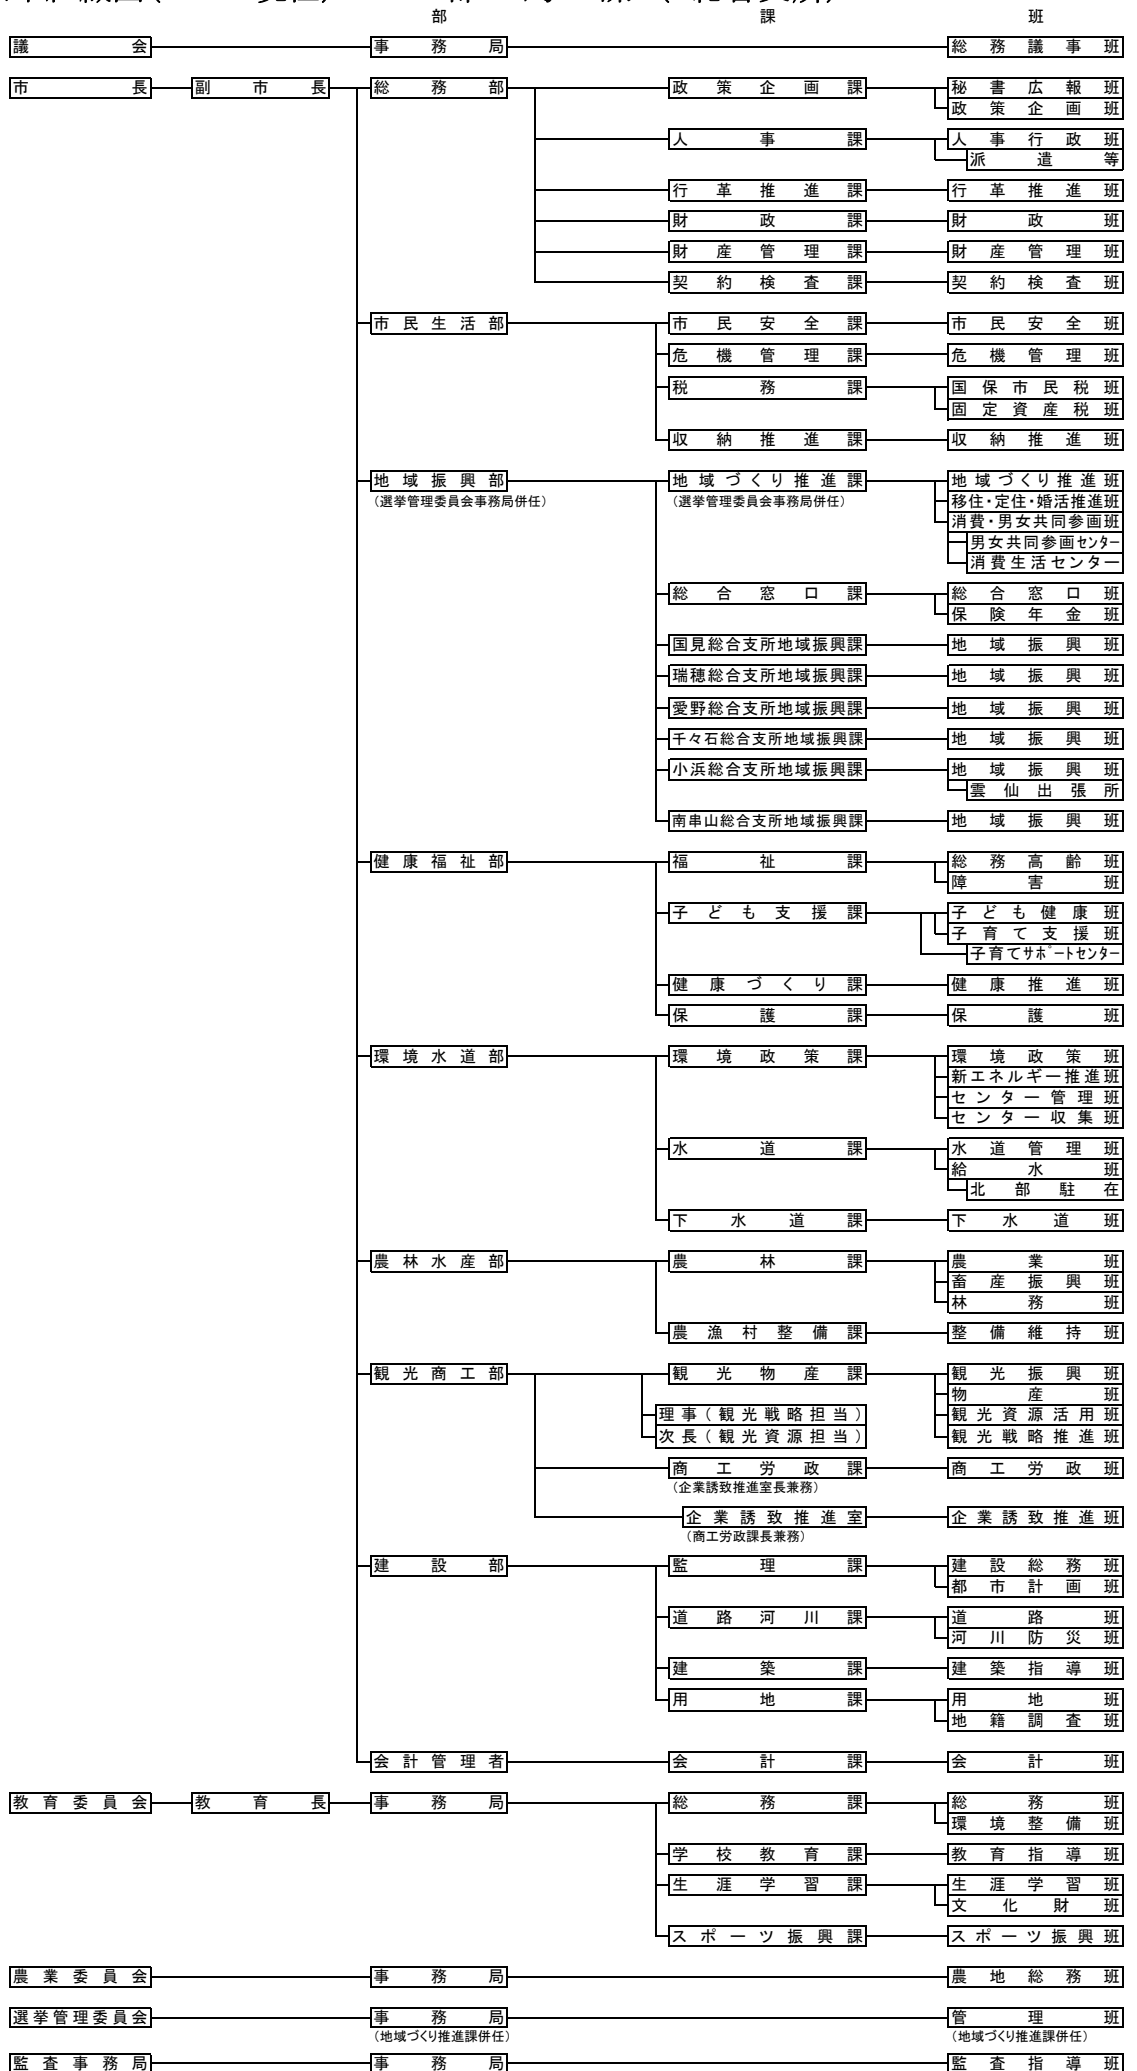 部 課 班
議会 事務局 総務議事班
市長 副市長 総務部 政策企画課 秘書広報班
政策企画班
人事課 人事行政班
派遣等
行革推進課 行革推進班
財政課 財政班
財産管理課 財産管理班
契約検査課 契約検査班
市民生活部 市民安全課 市民安全班
危機管理課 危機管理班
税務課 国保市民税班
固定資産税班
収納推進課 収納推進班
地域振興部 地域づくり推進課 地域づくり推進班
(選挙管理委員会事務局併任) (選挙管理委員会事務局併任) 移住・定住・婚活推進班
消費・男女共同参画班
男女共同参画センター
消費生活センター
総合窓口課 総合窓口班
保険年金班
国見総合支所地域振興課 地域振興班
瑞穂総合支所地域振興課 地域振興班
愛野総合支所地域振興課 地域振興班
千々石総合支所地域振興課 地域振興班
小浜総合支所地域振興課 地域振興班
雲仙出張所
南串山総合支所地域振興課 地域振興班
健康福祉部 福祉課 総務高齢班
障害班
子ども支援課 子ども健康班
子育て支援班
子育てサポートセンター
健康づくり課 健康推進班
保護課 保護班
環境水道部 環境政策課 環境政策班
新エネルギー推進班
センター管理班
センター収集班
水道課 水道管理班
給水班
北部駐在
下水道課 下水道班
農林水産部 農林課 農業班
畜産振興班
林務班
農漁村整備課 整備維持班
観光商工部 観光物産課 観光振興班
物産班
理事(観光戦略担当) 観光資源活用班
次長(観光資源担当) 観光戦略推進班
商工労政課 商工労政班
(企業誘致推進室長兼務)
企業誘致推進室 企業誘致推進班
(商工労政課長兼務)
建設部 監理課 建設総務班
都市計画班
道路河川課 道路班
河川防災班
建築課 建築指導班
用地課 用地班
地籍調査班
会計管理者 会計課 会計班
教育委員会 教育長 事務局 総務課 総務班
環境整備班
学校教育課 教育指導班
生涯学習課 生涯学習班
文化財班
スポーツ振興課 スポーツ振興班
農業委員会 事務局 農地総務班
選挙管理委員会 事務局 管理班
(地域づくり推進課併任) (地域づくり推進課併任)
監査事務局 事務局 監査指導班